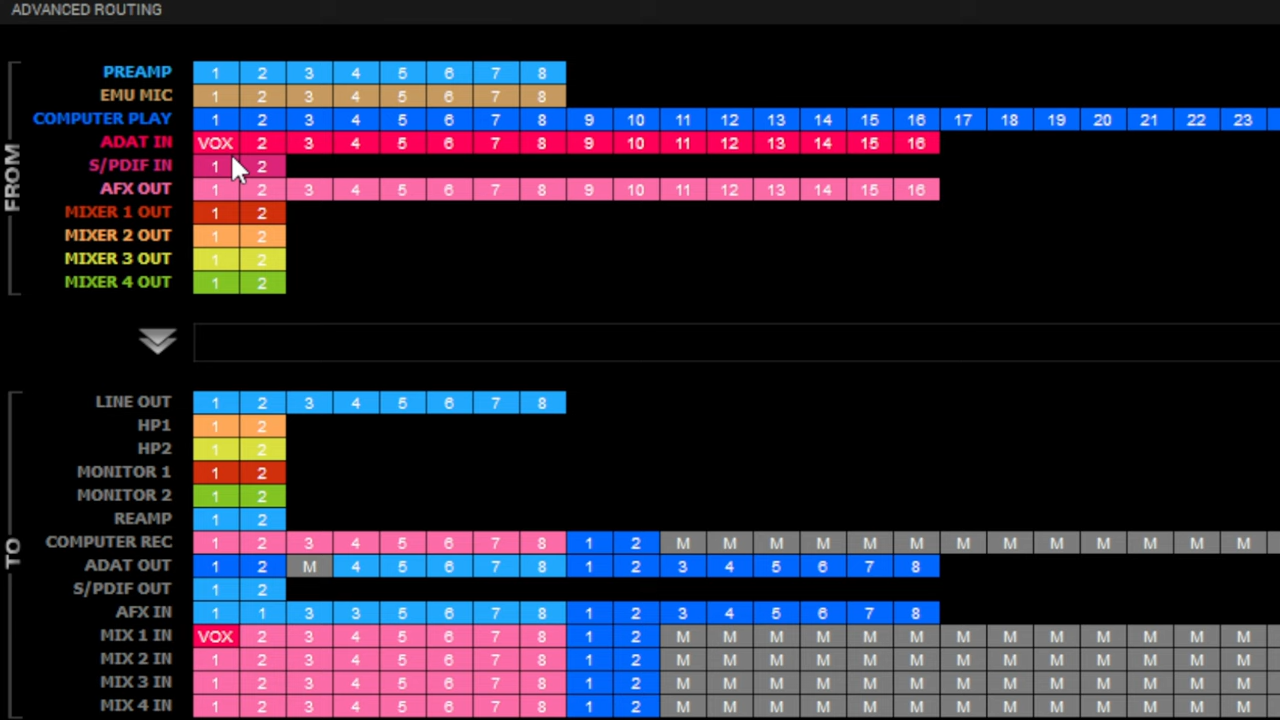 ADVANCED ROUTING
FROM
PREAMP 1 2 3 4 5 6 7 8
EMU MIC 1 2 3 4 5 6 7 8
COMPUTER PLAY 1 2 3 4 5 6 7 8 9 10 11 12 13 14 15 16 17 18 19 20 21 22 23
ADAT IN VOX 2 3 4 5 6 7 8 9 10 11 12 13 14 15 16
S/PDIF IN 1 2
AFX OUT 1 2 3 4 5 6 7 8 9 10 11 12 13 14 15 16
MIXER 1 OUT 1 2
MIXER 2 OUT 1 2
MIXER 3 OUT 1 2
MIXER 4 OUT 1 2
TO
LINE OUT 1 2 3 4 5 6 7 8
HP1 1 2
HP2 1 2
MONITOR 1 1 2
MONITOR 2 1 2
REAMP 1 2
COMPUTER REC 1 2 3 4 5 6 7 8 1 2 M M M M M M M M M M M M M
ADAT OUT 1 2 M 4 5 6 7 8 1 2 3 4 5 6 7 8
S/PDIF OUT 1 2
AFX IN 1 1 3 3 5 6 7 8 1 2 3 4 5 6 7 8
MIX 1 IN VOX 2 3 4 5 6 7 8 1 2 M M M M M M M M M M M M M
MIX 2 IN 1 2 3 4 5 6 7 8 1 2 M M M M M M M M M M M M M
MIX 3 IN 1 2 3 4 5 6 7 8 1 2 M M M M M M M M M M M M M
MIX 4 IN 1 2 3 4 5 6 7 8 1 2 M M M M M M M M M M M M M